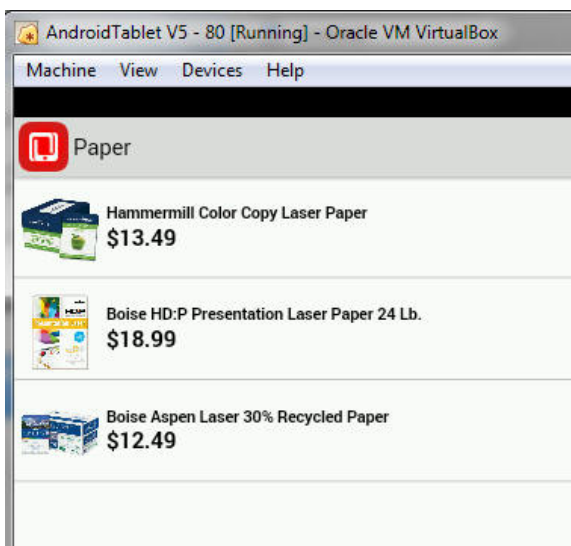 AndroidTablet V5 - 80 [Running] - Oracle VM VirtualBox
Machine View Devices Help
Paper
Hammermill Color Copy Laser Paper
$13.49
Boise HD:P Presentation Laser Paper 24 Lb.
$18.99
Boise Aspen Laser 30% Recycled Paper
$12.49